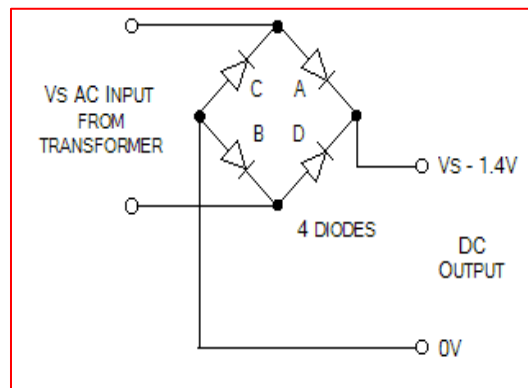 VS AC INPUT
FROM
TRANSFORMER
C
A
B
D
4 DIODES
VS - 1.4V
DC
OUTPUT
0V